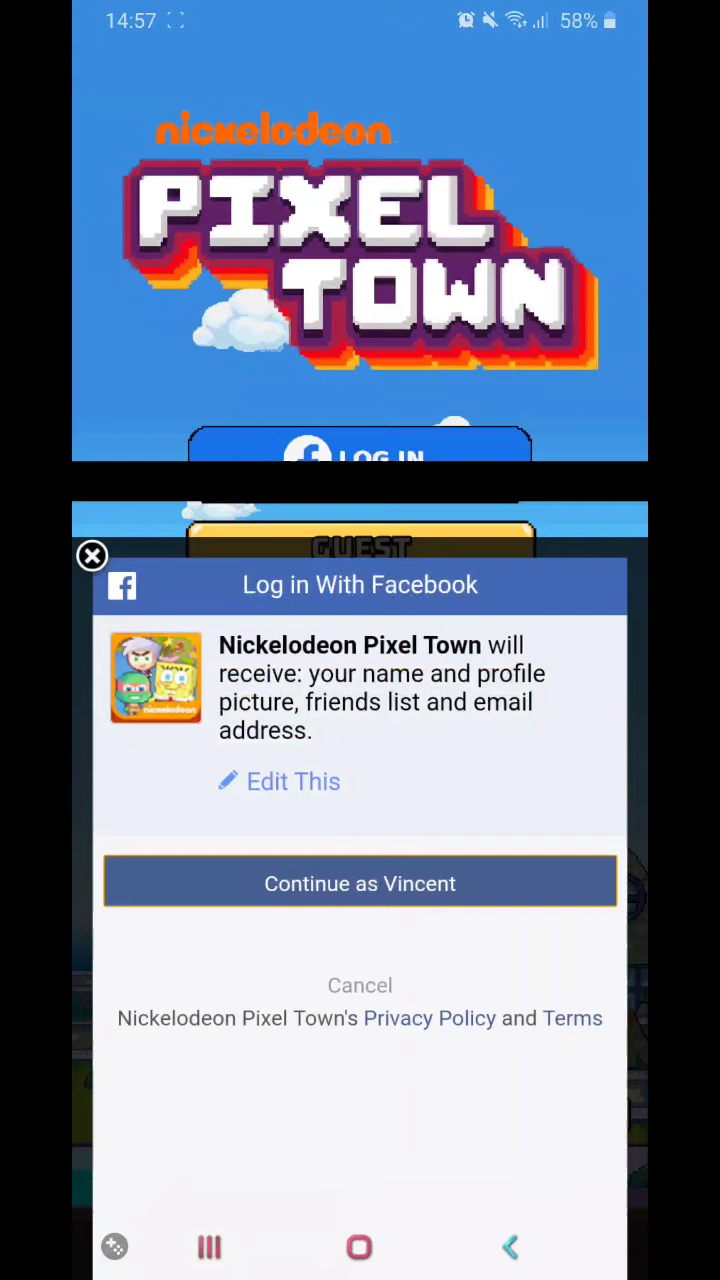 14:57
58%
nickelodeon
PIXEL
TOWN
LOG IN
GUEST
Log in With Facebook
Nickelodeon Pixel Town will
receive: your name and profile
picture, friends list and email
address.
Edit This
Continue as Vincent
Cancel
Nickelodeon Pixel Town's Privacy Policy and Terms
nickelodeon